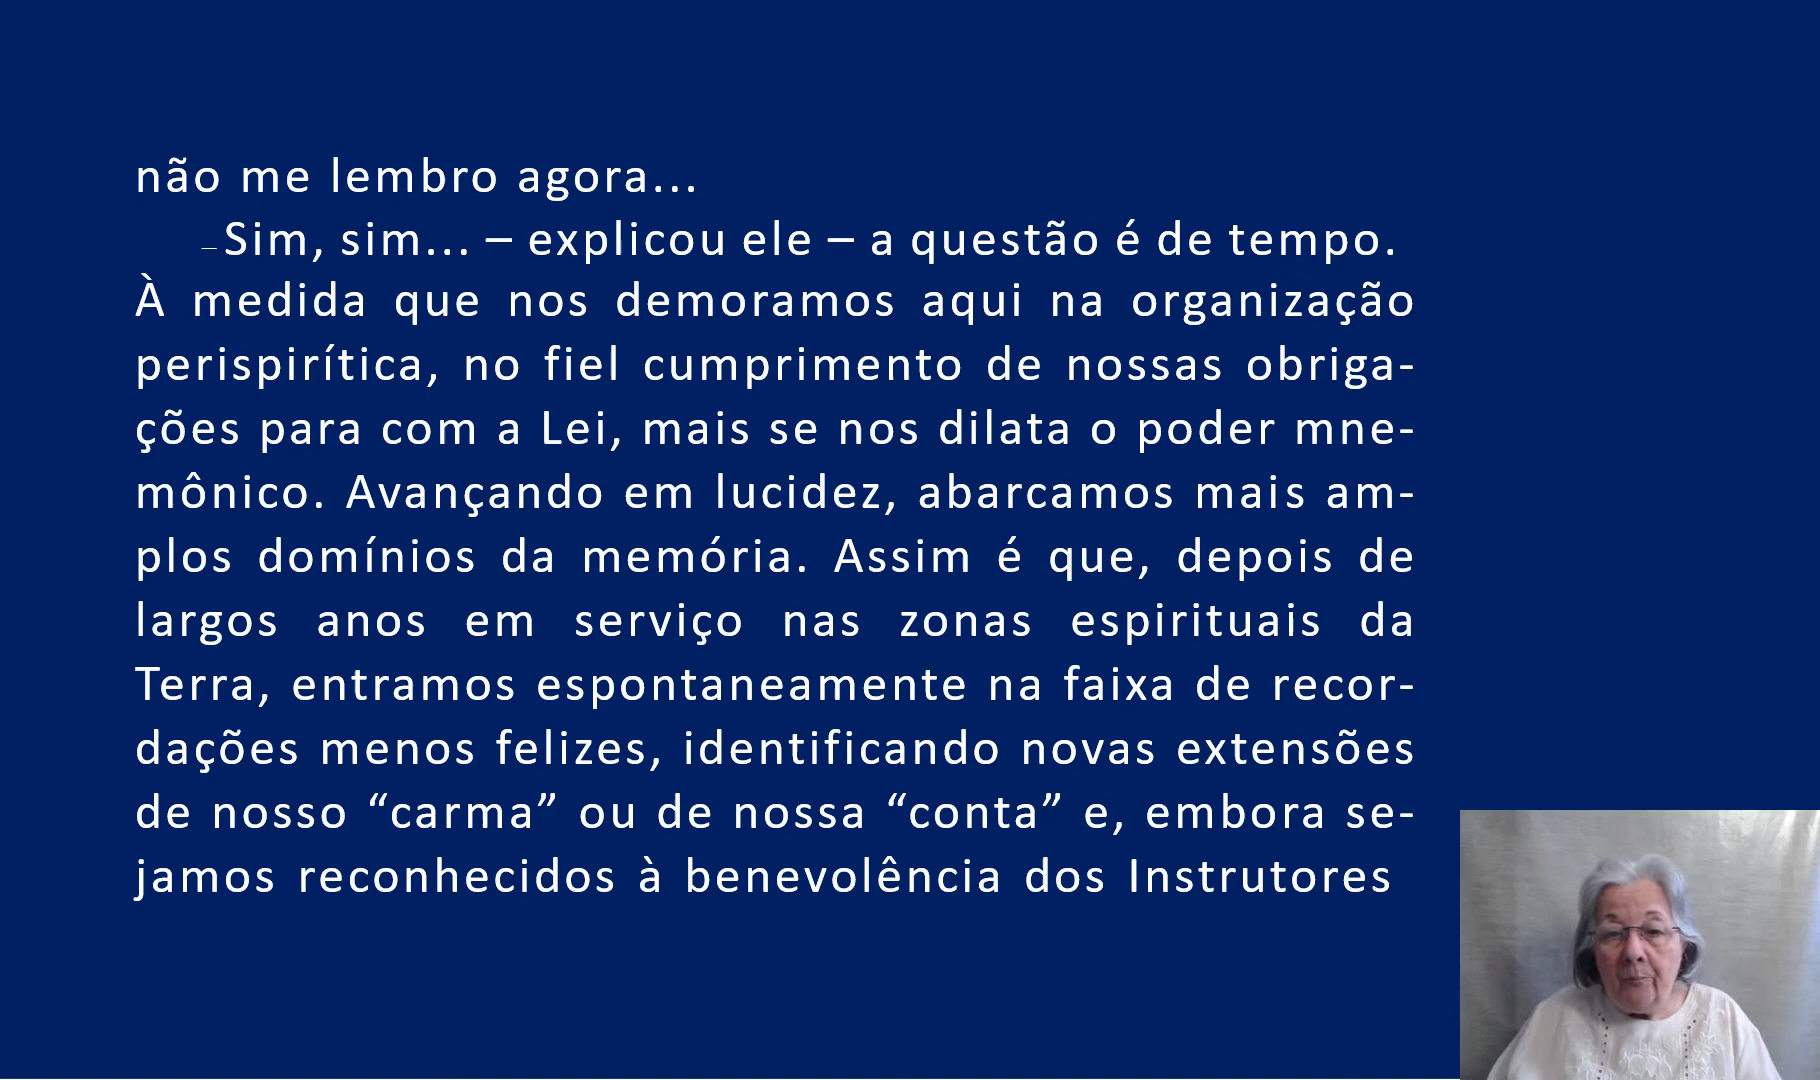 não me lembro agora...
– Sim, sim... – explicou ele – a questão é de tempo.
À medida que nos demoramos aqui na organização
perispirítica, no fiel cumprimento de nossas obriga-
ções para com a Lei, mais se nos dilata o poder mne-
mônico. Avançando em lucidez, abarcamos mais am-
plos domínios da memória. Assim é que, depois de
largos anos em serviço nas zonas espirituais da
Terra, entramos espontaneamente na faixa de recor-
dações menos felizes, identificando novas extensões
de nosso “carma” ou de nossa “conta” e, embora se-
jamos reconhecidos à benevolência dos Instrutores